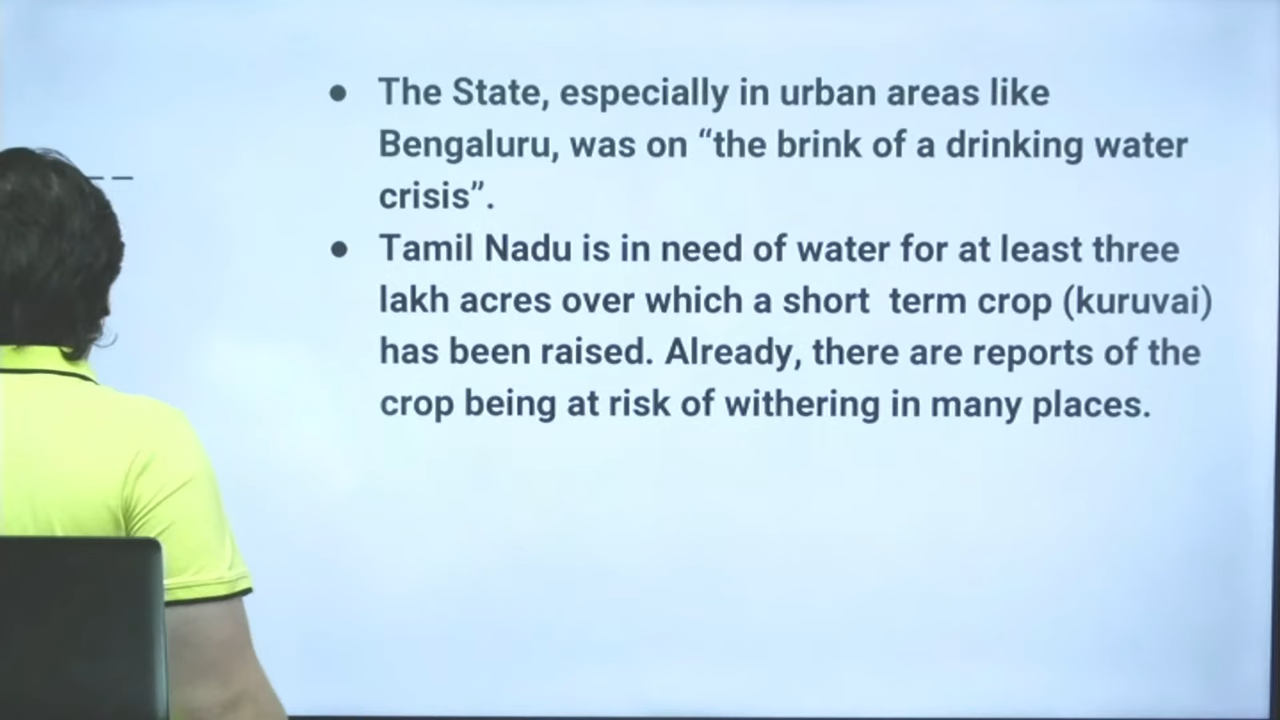 ● The State, especially in urban areas like
Bengaluru, was on “the brink of a drinking water
crisis”.
● Tamil Nadu is in need of water for at least three
lakh acres over which a short  term crop (kuruvai)
has been raised. Already, there are reports of the
crop being at risk of withering in many places.